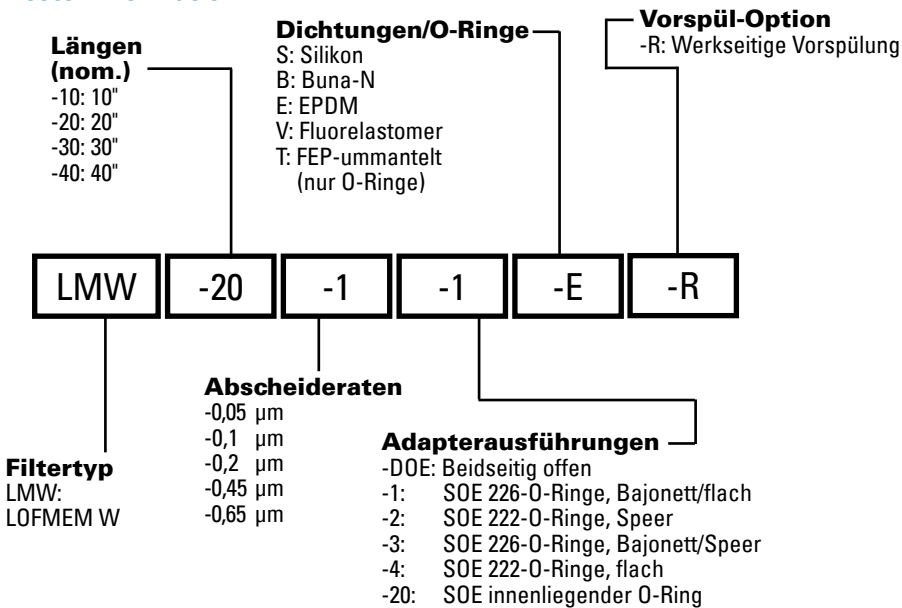 Längen
(nom.)
-10: 10"
-20: 20"
-30: 30"
-40: 40"
Dichtungen/O-Ringe
S: Silikon
B: Buna-N
E: EPDM
V: Fluorelastomer
T: FEP-ummantelt
(nur O-Ringe)
Vorspül-Option
-R: Werkseitige Vorspülung
LMW -20 -1 -1 -E -R
Filtertyp
LMW:
LOFMEM W
Abscheideraten
-0,05 µm
-0,1 µm
-0,2 µm
-0,45 µm
-0,65 µm
Adapterausführungen
-DOE: Beidseitig offen
-1: SOE 226-O-Ringe, Bajonett/flach
-2: SOE 222-O-Ringe, Speer
-3: SOE 226-O-Ringe, Bajonett/Speer
-4: SOE 222-O-Ringe, flach
-20: SOE innenliegender O-Ring